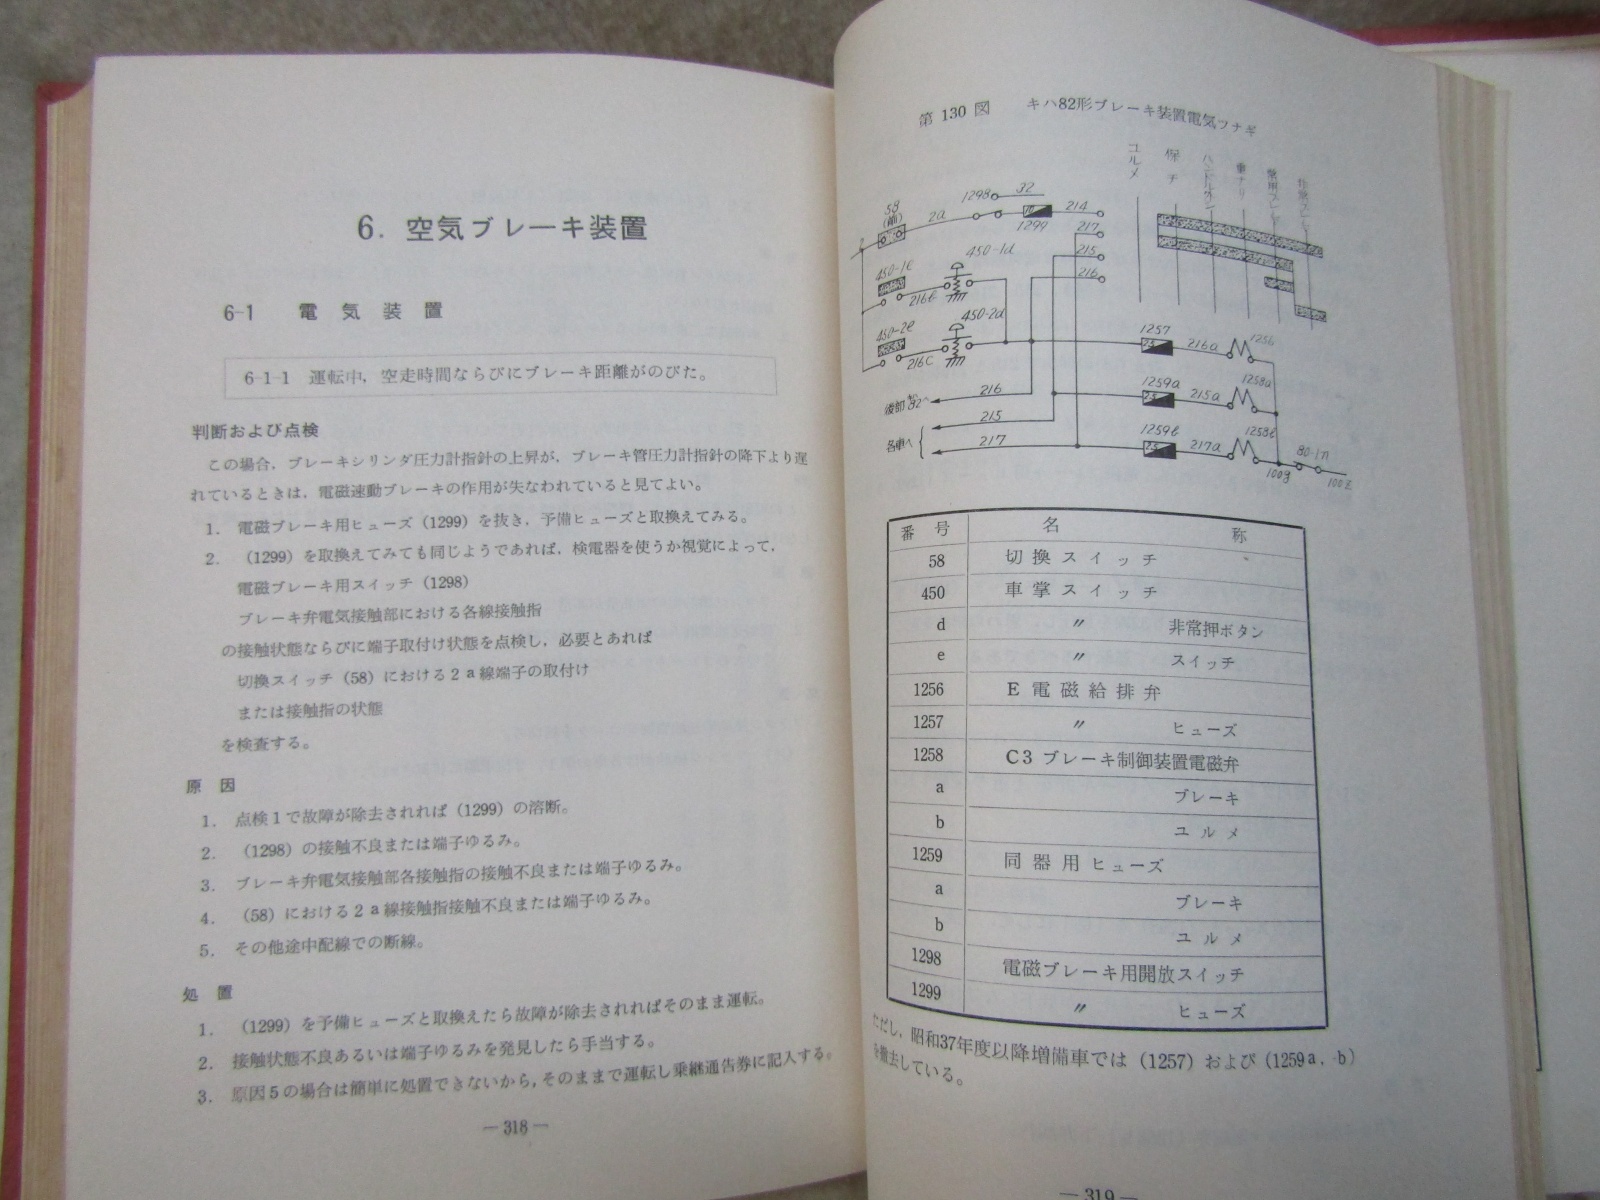 6. 空気ブレーキ装置
6-1 電気装置
6-1-1 運転中，空走時間ならびにブレーキ距離がのびた。
判断および点検
この場合，ブレーキシリンダ圧力計指針の上昇が，ブレーキ管圧力計指針の降下より遅
れているときは，電磁速動ブレーキの作用が失なわれていると見てよい。
1. 電磁ブレーキ用ヒューズ（1299）を抜き，予備ヒューズと取換えてみる。
2. （1299）を取換えてみても同じようであれば，検電器を使うか視覚によって，
電磁ブレーキ用スイッチ（1298）
ブレーキ弁電気接触部における各線接触指
の接触状態ならびに端子取付け状態を点検し，必要とあれば
切換スイッチ（58）における2a線端子の取付け
または接触指の状態
を検査する。
原因
1. 点検1で故障が除去されれば（1299）の溶断。
2. （1298）の接触不良または端子ゆるみ。
3. ブレーキ弁電気接触部各接触指の接触不良または端子ゆるみ。
4. （58）における2a線接触指接触不良または端子ゆるみ。
5. その他途中配線での断線。
処置
1. （1299）を予備ヒューズと取換えたら故障が除去されればそのまま運転。
2. 接触状態不良あるいは端子ゆるみを発見したら手当する。
3. 原因5の場合は簡単に処置できないから，そのままで運転し乗継通告券に記入する。
―318―
第130図 キハ82形ブレーキ装置電気ツナギ
ユルメ
保チ
重ナリ
58
(前)
2a
1298
32
10
1299
214
217
215
216
450-1e
216b
450-1d
450-2e
216C
450-2d
1257
2.5
216a
1256
1259a
2.5
215a
1258a
1259b
2.5
217a
1258b
100g
80-1n
100z
216
215
各車へ
217
番号 名称
58 切換スイッチ
450 車掌スイッチ
d 〃 非常押ボタン
e 〃 スイッチ
1256 E電磁給排弁
1257 〃 ヒューズ
1258 C3ブレーキ制御装置電磁弁
a ブレーキ
b ユルメ
1259 同器用ヒューズ
a ブレーキ
b ユルメ
1298 電磁ブレーキ用開放スイッチ
1299 〃 ヒューズ
ただし，昭和37年度以降増備車では（1257）および（1259a，b）
を撤去している。
―319―